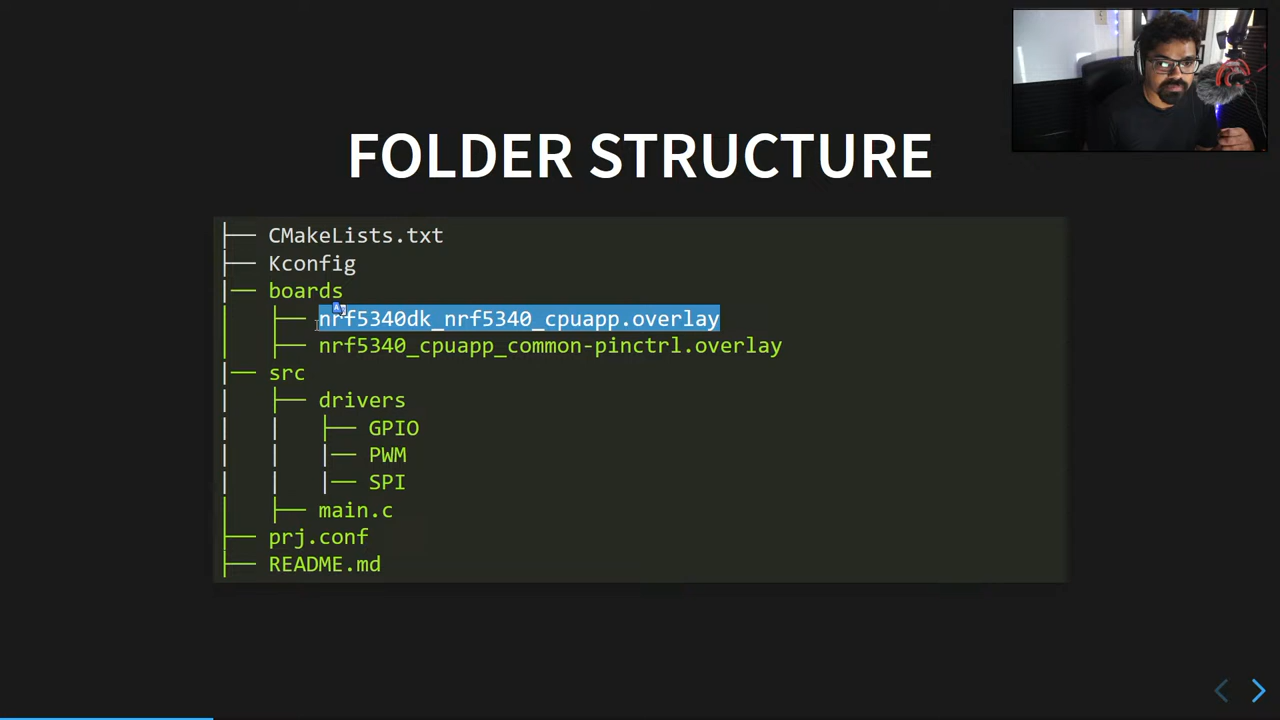 FOLDER STRUCTURE
├── CMakeLists.txt
├── Kconfig
|── boards
│   ├── nrf5340dk_nrf5340_cpuapp.overlay
│   ├── nrf5340_cpuapp_common-pinctrl.overlay
|── src
│   ├── drivers
│   │   ├── GPIO
│   │   |── PWM
│   │   |── SPI
│   ├── main.c
├── prj.conf
├── README.md